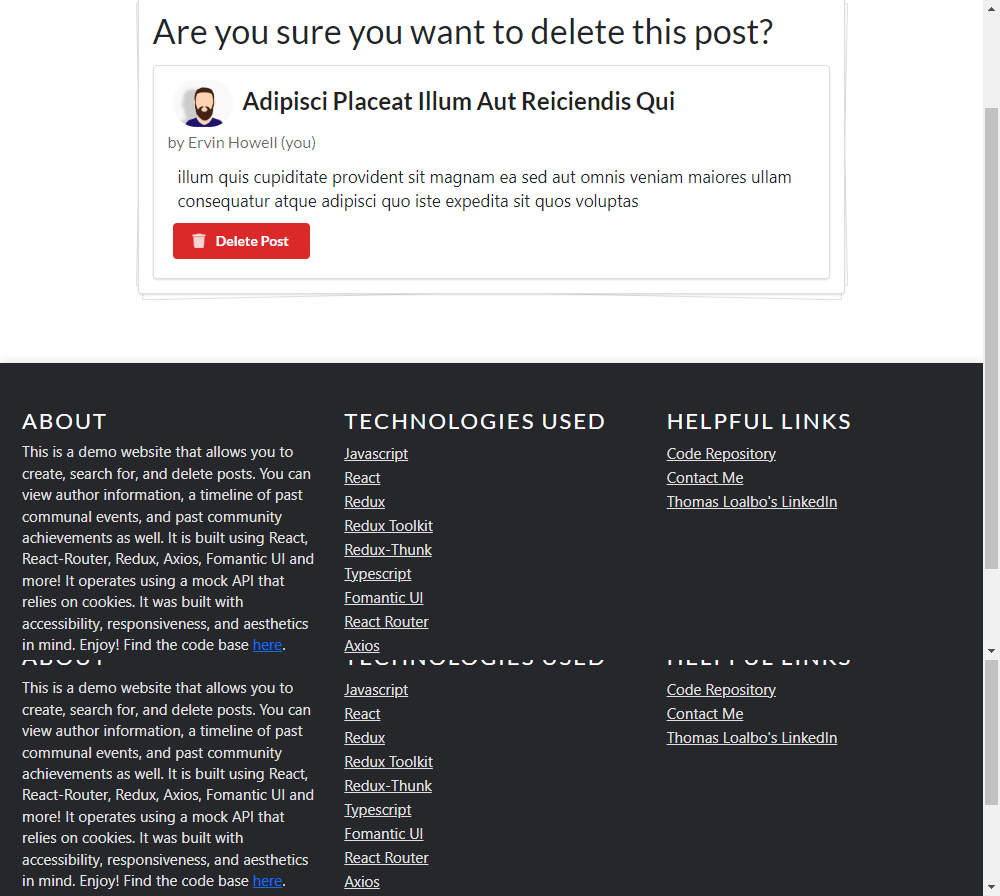 Are you sure you want to delete this post?
Adipisci Placeat Illum Aut Reiciendis Qui
by Ervin Howell (you)
illum quis cupiditate provident sit magnam ea sed aut omnis veniam maiores ullam
consequatur atque adipisci quo iste expedita sit quos voluptas
Delete Post
ABOUT
This is a demo website that allows you to
create, search for, and delete posts. You can
view author information, a timeline of past
communal events, and past community
achievements as well. It is built using React,
React-Router, Redux, Axios, Fomantic UI and
more! It operates using a mock API that
relies on cookies. It was built with
accessibility, responsiveness, and aesthetics
in mind. Enjoy! Find the code base here.
TECHNOLOGIES USED
Javascript
React
Redux
Redux Toolkit
Redux-Thunk
Typescript
Fomantic UI
React Router
Axios
HELPFUL LINKS
Code Repository
Contact Me
Thomas Loalbo's LinkedIn
ABOUT
This is a demo website that allows you to
create, search for, and delete posts. You can
view author information, a timeline of past
communal events, and past community
achievements as well. It is built using React,
React-Router, Redux, Axios, Fomantic UI and
more! It operates using a mock API that
relies on cookies. It was built with
accessibility, responsiveness, and aesthetics
in mind. Enjoy! Find the code base here.
TECHNOLOGIES USED
Javascript
React
Redux
Redux Toolkit
Redux-Thunk
Typescript
Fomantic UI
React Router
Axios
HELPFUL LINKS
Code Repository
Contact Me
Thomas Loalbo's LinkedIn